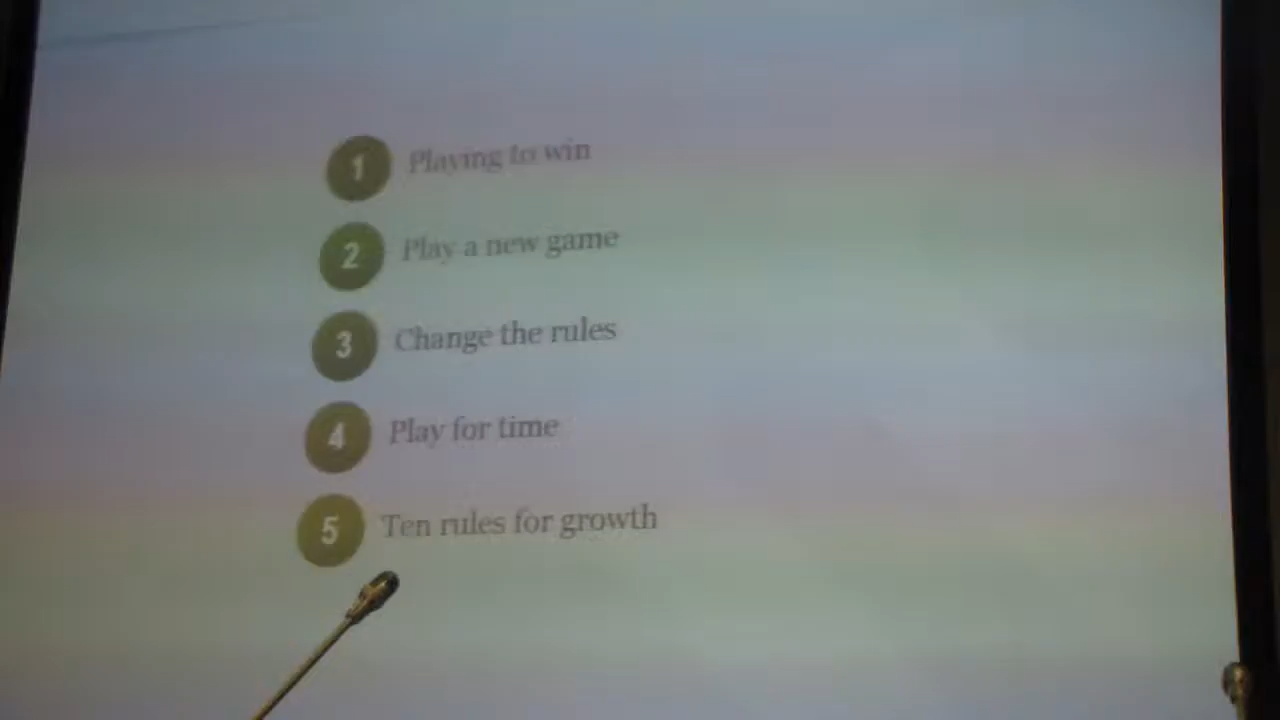 1 Playing to win
2 Play a new game
3 Change the rules
4 Play for time
5 Ten rules for growth